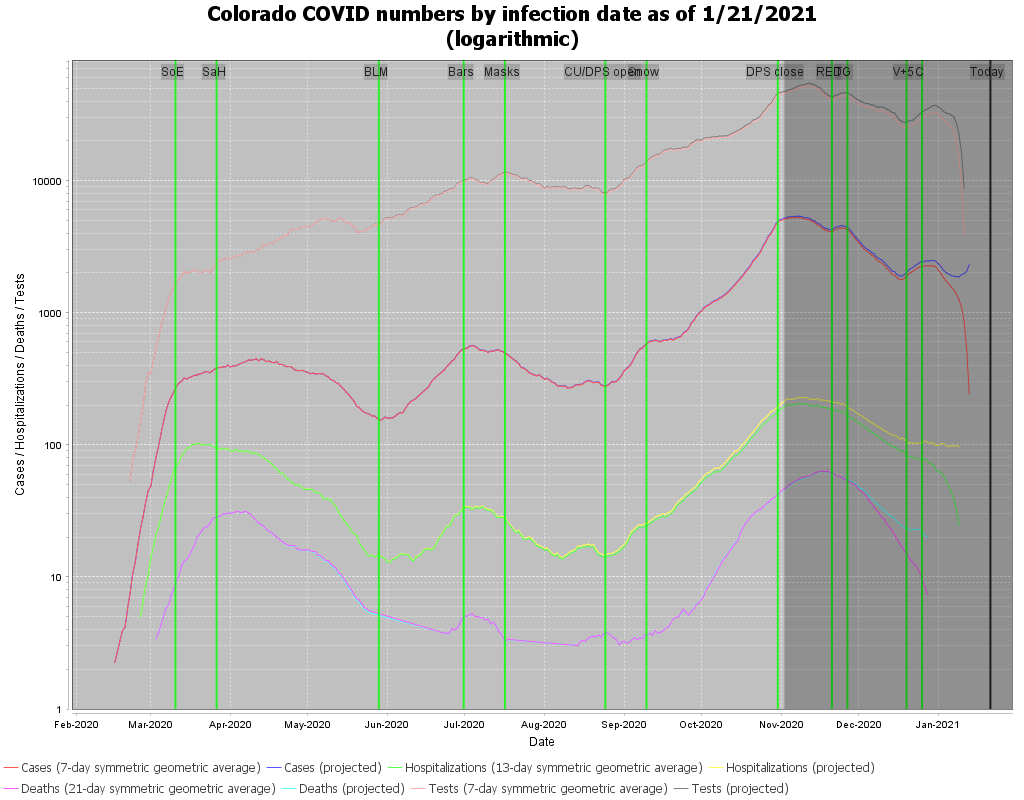 Colorado COVID numbers by infection date as of 1/21/2021
(logarithmic)
SoE SaH BLM Bars Masks CU/DPS open Snow DPS close RED TG V+5 C Today
10000
1000
100
10
1
Cases / Hospitalizations / Deaths / Tests
Feb-2020 Mar-2020 Apr-2020 May-2020 Jun-2020 Jul-2020 Aug-2020 Sep-2020 Oct-2020 Nov-2020 Dec-2020 Jan-2021
Date
Cases (7-day symmetric geometric average) Cases (projected) Hospitalizations (13-day symmetric geometric average) Hospitalizations (projected)
Deaths (21-day symmetric geometric average) Deaths (projected) Tests (7-day symmetric geometric average) Tests (projected)